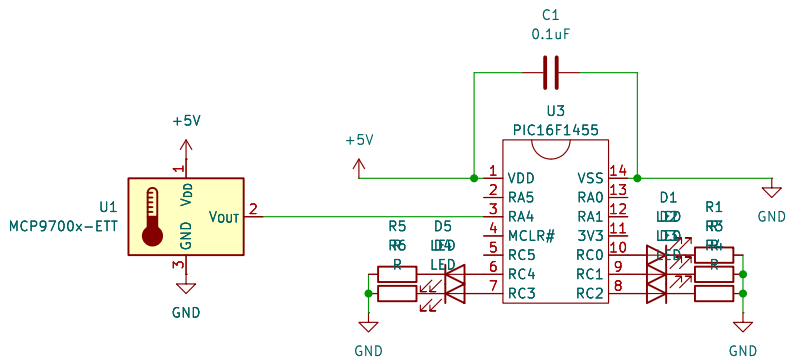 C1
0.1uF
+5V
U3
PIC16F1455
+5V
1 VDD VSS 14
2 RA5 RA0 13
3 RA4 RA1 12
4 MCLR# 3V3 11
5 RC5 RC0 10
6 RC4 RC1 9
7 RC3 RC2 8
U1
MCP9700x-ETT
1
VDD
VOUT 2
GND
3
GND
R5
R6
R
D5
LED
D1
R1
R
GND
GND
GND